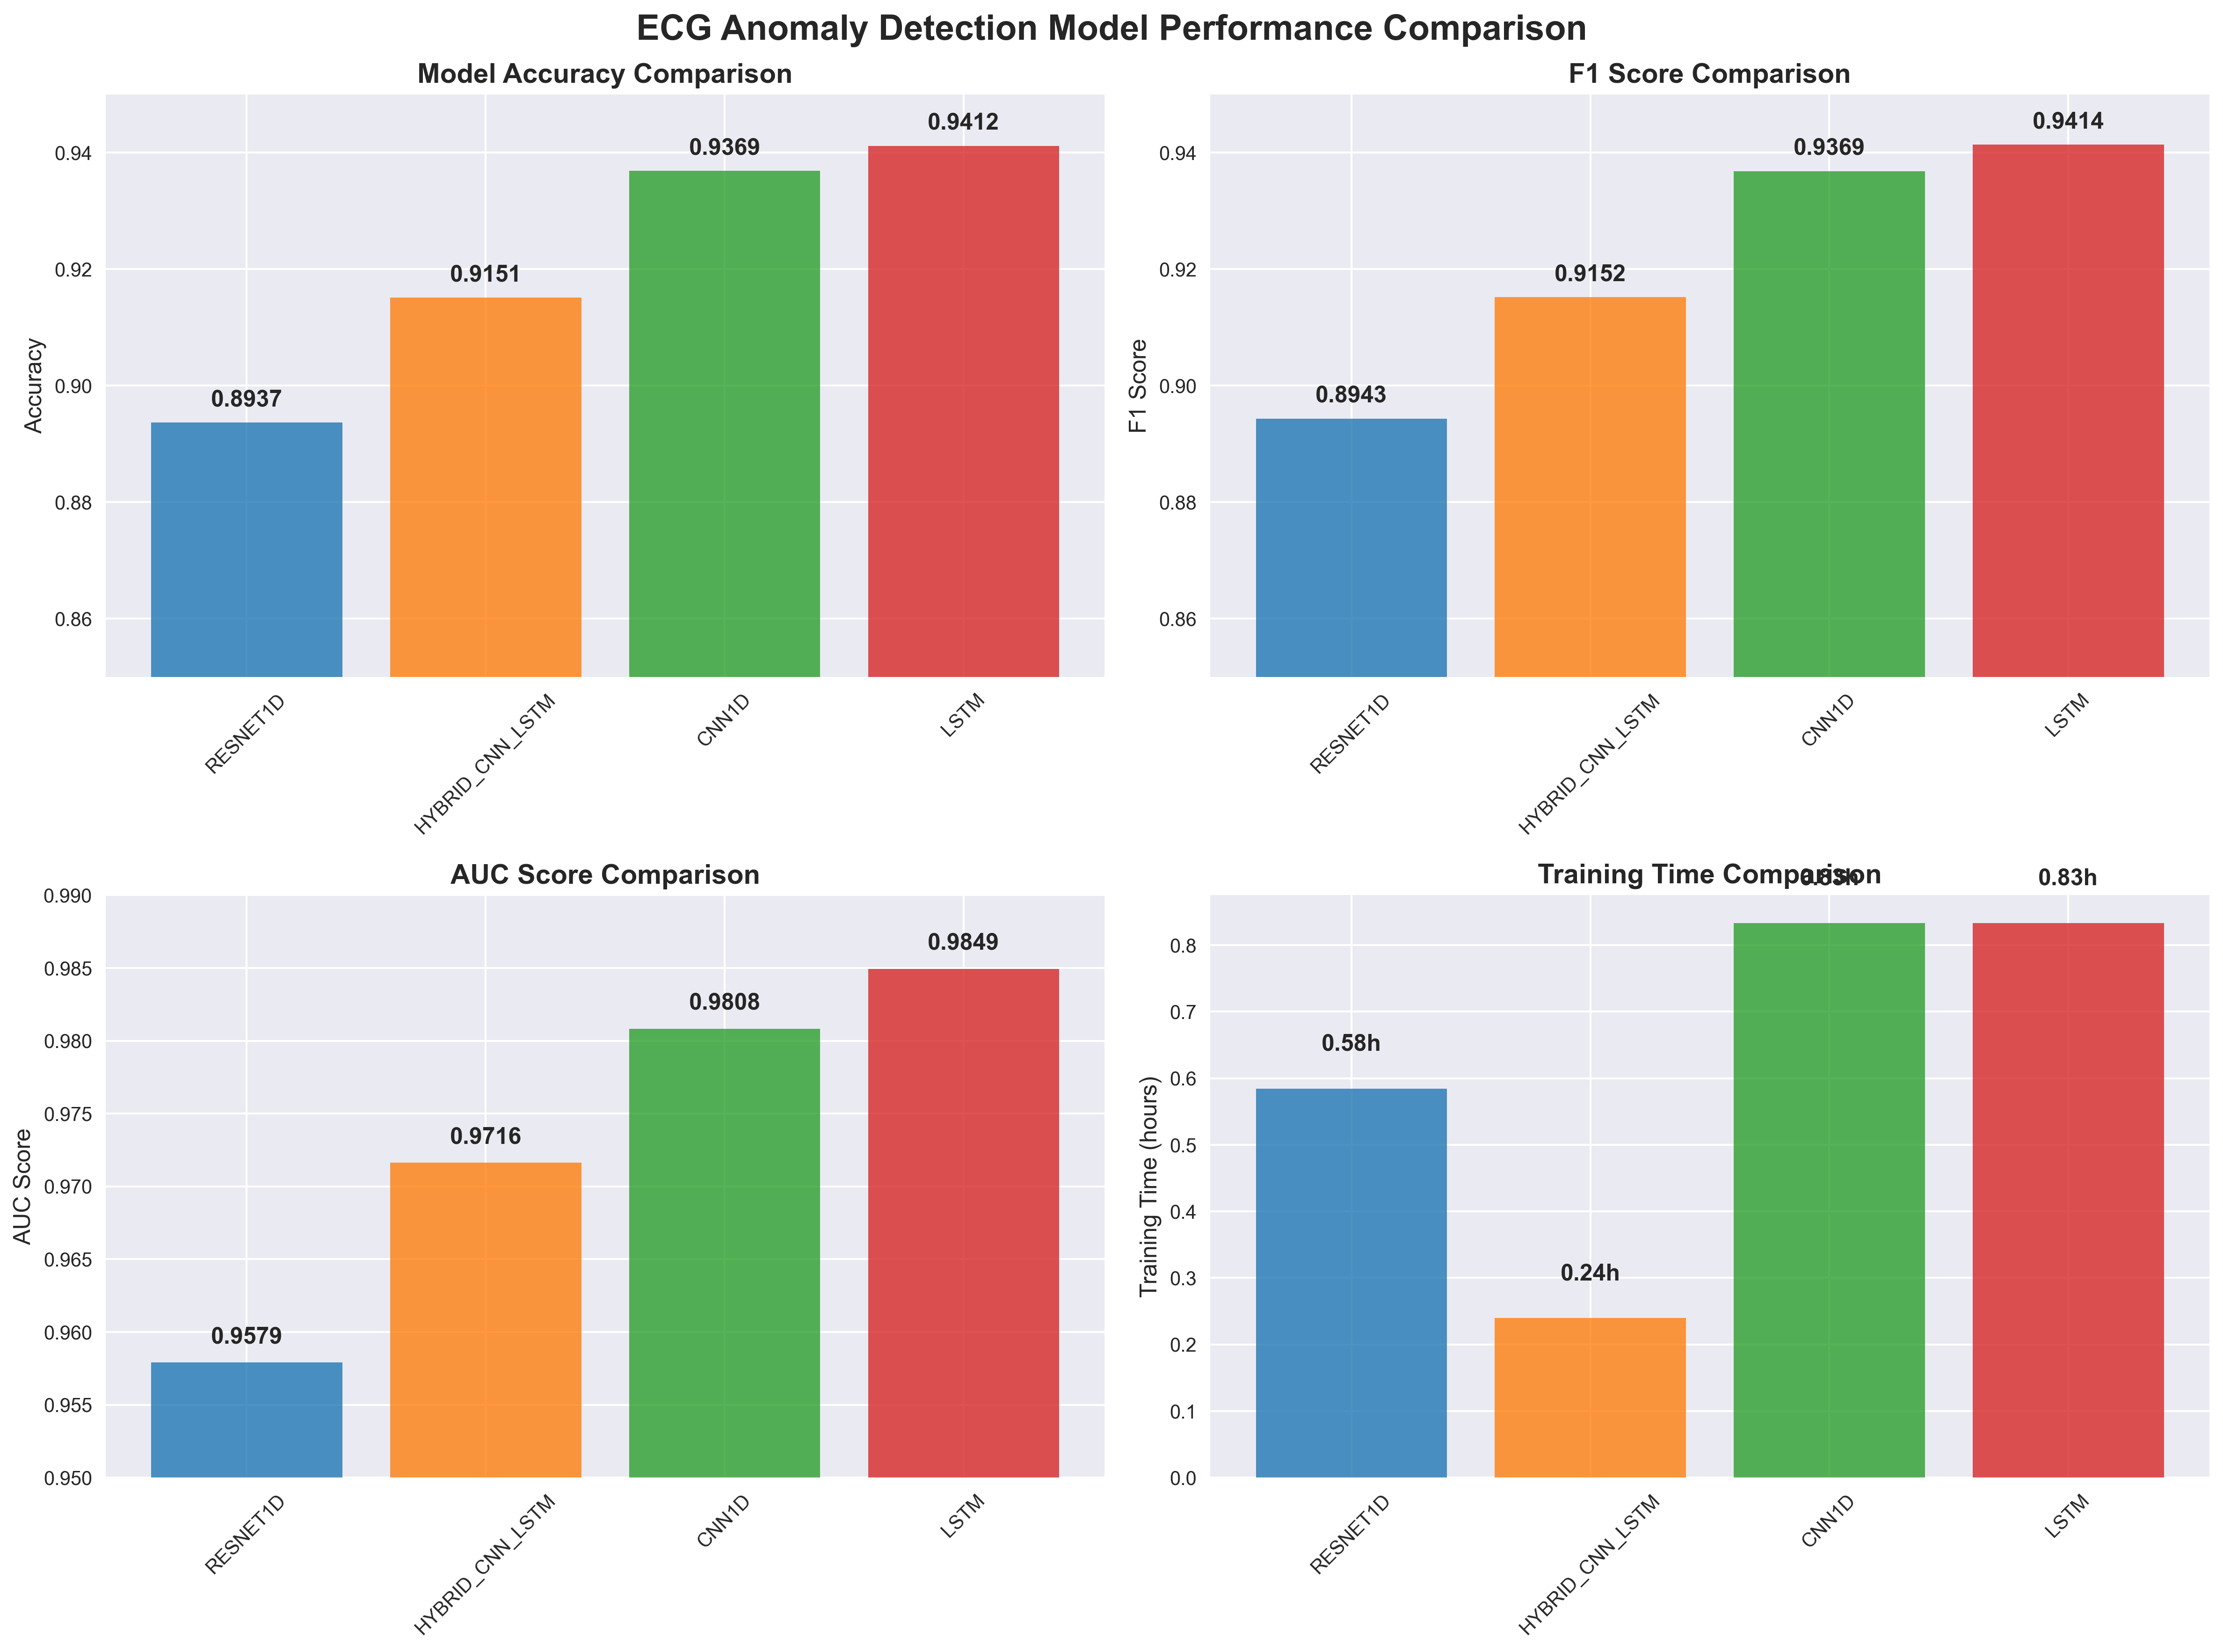 ECG Anomaly Detection Model Performance Comparison
Model Accuracy Comparison
Accuracy
0.94
0.92
0.90
0.88
0.86
0.8937
0.9151
0.9369
0.9412
RESNET1D
HYBRID_CNN_LSTM
CNN1D
LSTM
F1 Score Comparison
F1 Score
0.94
0.92
0.90
0.88
0.86
0.8943
0.9152
0.9369
0.9414
RESNET1D
HYBRID_CNN_LSTM
CNN1D
LSTM
AUC Score Comparison
AUC Score
0.990
0.985
0.980
0.975
0.970
0.965
0.960
0.955
0.950
0.9579
0.9716
0.9808
0.9849
RESNET1D
HYBRID_CNN_LSTM
CNN1D
LSTM
Training Time Comparison
Training Time (hours)
0.8
0.7
0.6
0.5
0.4
0.3
0.2
0.1
0.0
0.58h
0.24h
0.83h
0.83h
RESNET1D
HYBRID_CNN_LSTM
CNN1D
LSTM